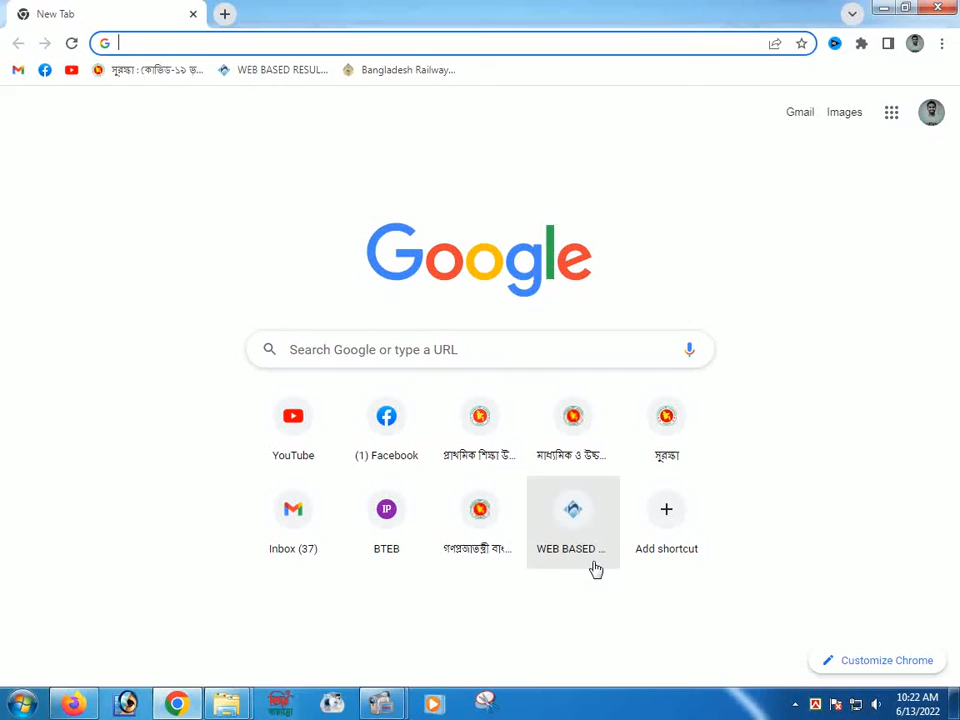 New Tab
সুরক্ষা : কোভিড-১৯ ভ...
WEB BASED RESUL...
Bangladesh Railway...
Gmail
Images
Google
Search Google or type a URL
YouTube
(1) Facebook
প্রাথমিক শিক্ষা উ...
মাধ্যমিক ও উচ্চ...
সুরক্ষা
Inbox (37)
BTEB
গণপ্রজাতন্ত্রী বাং...
WEB BASED ...
Add shortcut
Customize Chrome
10:22 AM
6/13/2022